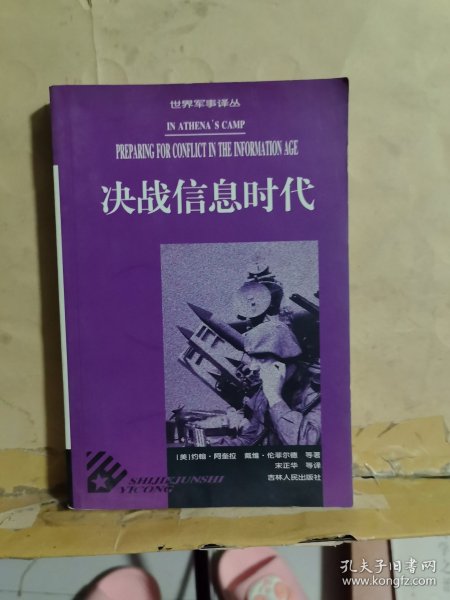 世界军事译丛
IN ATHENA'S CAMP
PREPARING FOR CONFLICT IN THE INFORMATION AGE
决战信息时代
[美]约翰·阿奎拉 戴维·伦菲尔德 等著
宋正华 等译
吉林人民出版社
SHIJIEJUNSHI
YICONG
孔夫子旧书网
www.kongfz.com